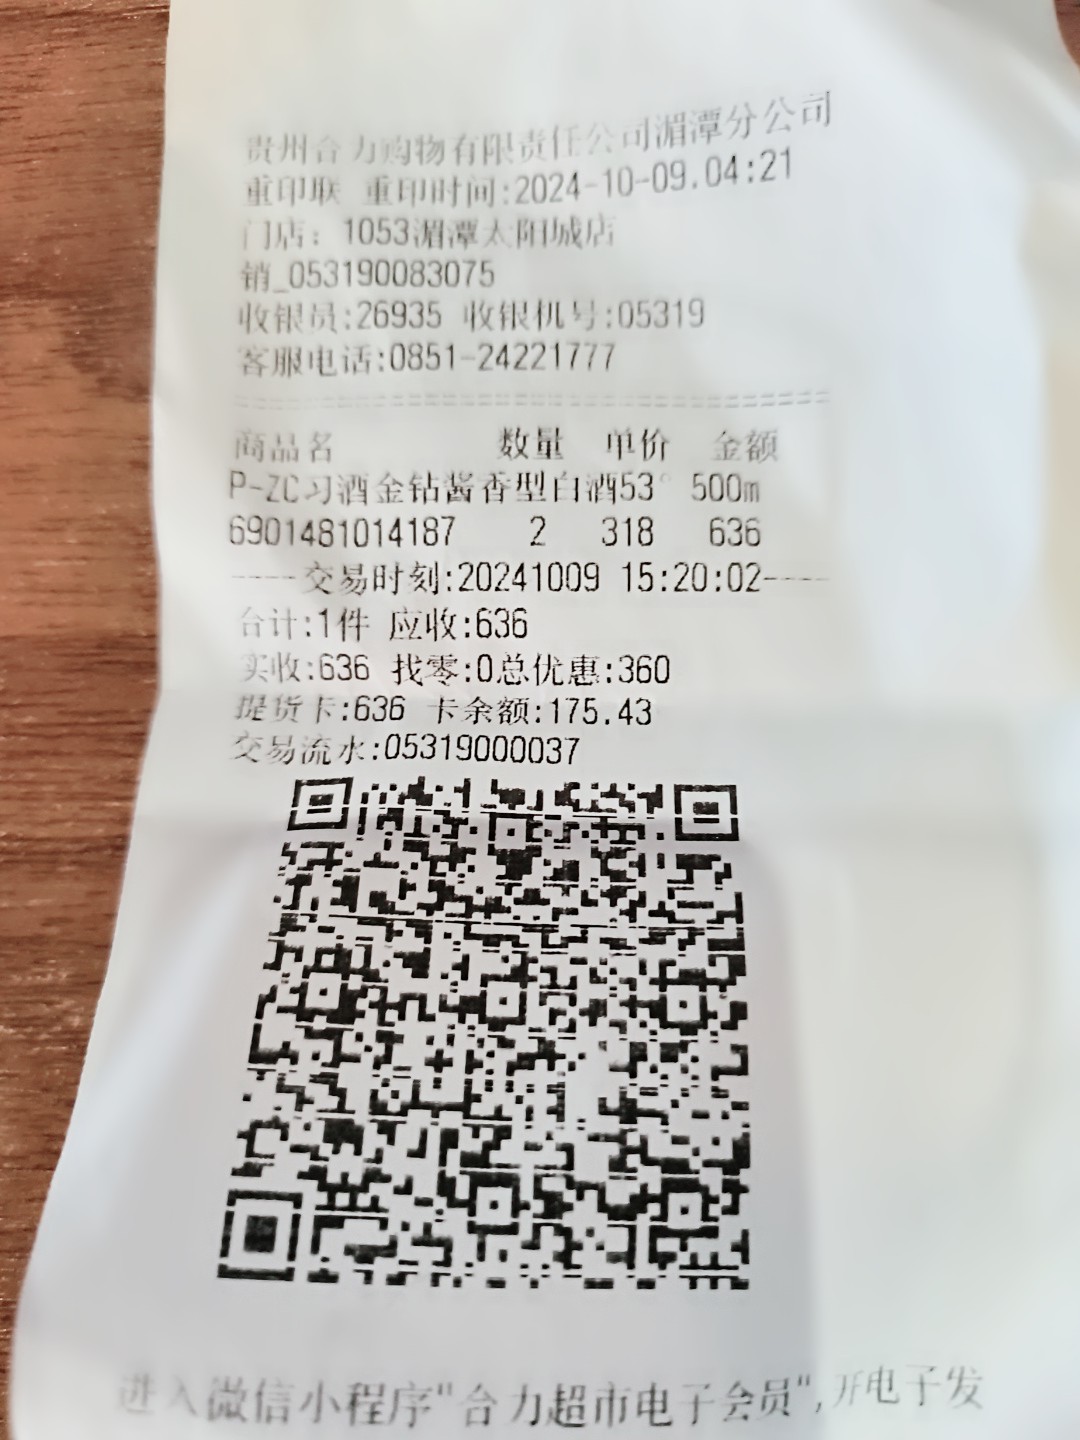 贵州合力购物有限责任公司湄潭分公司
重印联 重印时间:2024-10-09.04:21
门店：1053湄潭太阳城店
销_053190083075
收银员:26935 收银机号:05319
客服电话:0851-24221777
商品名 数量 单价 金额
P-ZC习酒金钻酱香型白酒53° 500m
6901481014187 2 318 636
----交易时刻:20241009 15:20:02----
合计:1件 应收:636
实收:636 找零:0总优惠:360
提货卡:636 卡余额:175.43
交易流水:05319000037
进入微信小程序"合力超市电子会员",开电子发